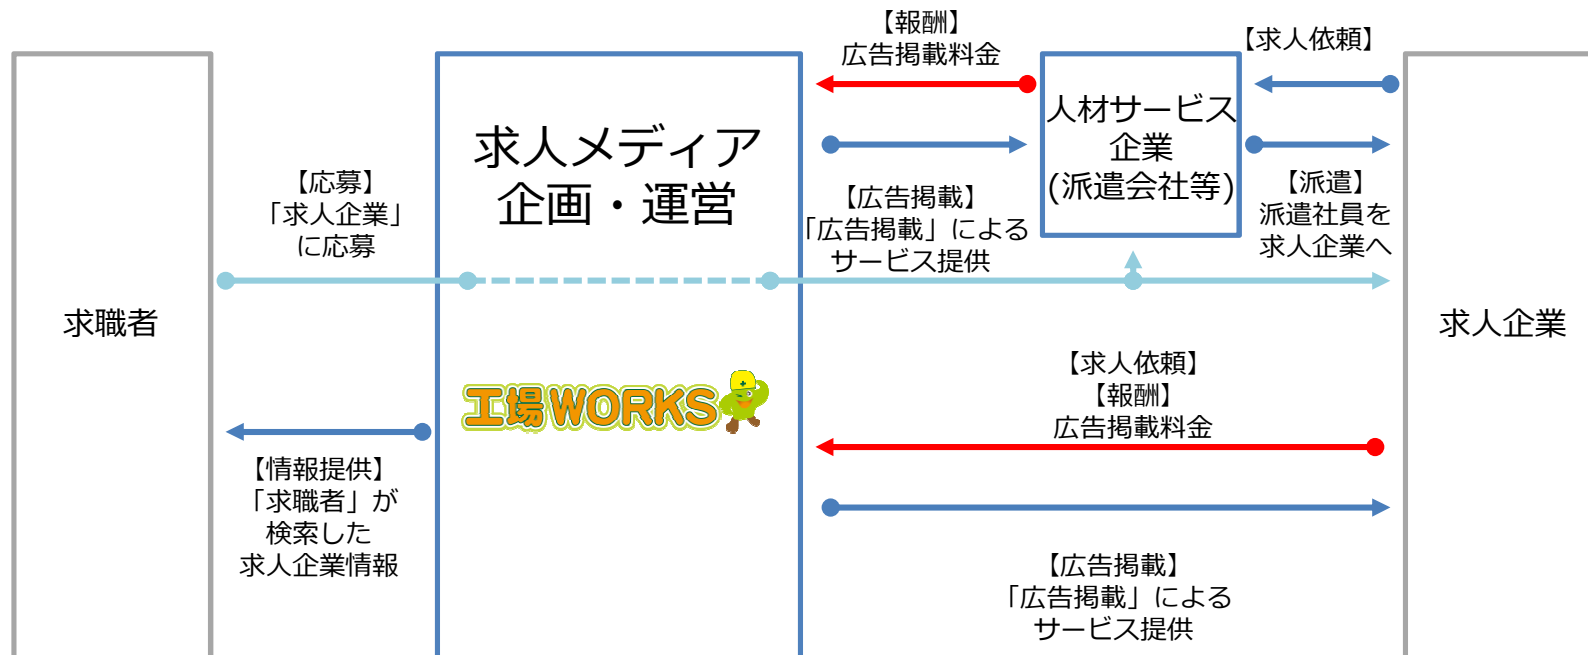 求職者
【応募】
「求人企業」
に応募
【情報提供】
「求職者」が
検索した
求人企業情報
求人メディア
企画・運営
工場WORKS
【報酬】
広告掲載料金
【広告掲載】
「広告掲載」による
サービス提供
人材サービス
企業
(派遣会社等)
【求人依頼】
【派遣】
派遣社員を
求人企業へ
【求人依頼】
【報酬】
広告掲載料金
【広告掲載】
「広告掲載」による
サービス提供
求人企業